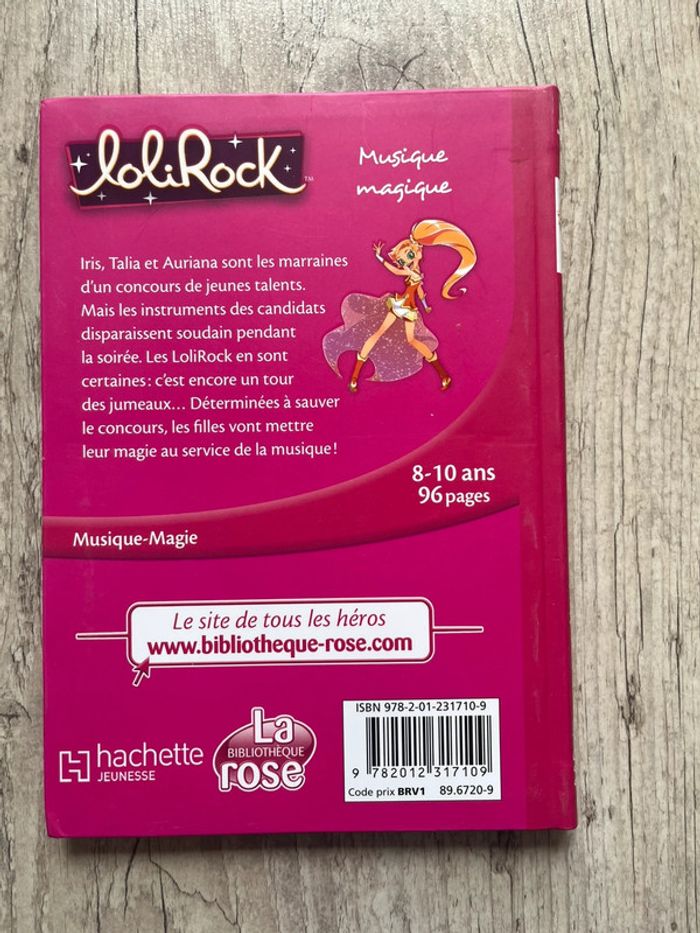 LoliRock
TM
Musique
magique
Iris, Talia et Auriana sont les marraines
d'un concours de jeunes talents.
Mais les instruments des candidats
disparaissent soudain pendant
la soirée. Les LoliRock en sont
certaines : c'est encore un tour
des jumeaux... Déterminées à sauver
le concours, les filles vont mettre
leur magie au service de la musique !
8-10 ans
96 pages
Musique-Magie
Le site de tous les héros
www.bibliotheque-rose.com
hachette
JEUNESSE
La
BIBLIOTHÈQUE
rose
ISBN 978-2-01-231710-9
9 782012 317109
Code prix BRV1 89.6720-9